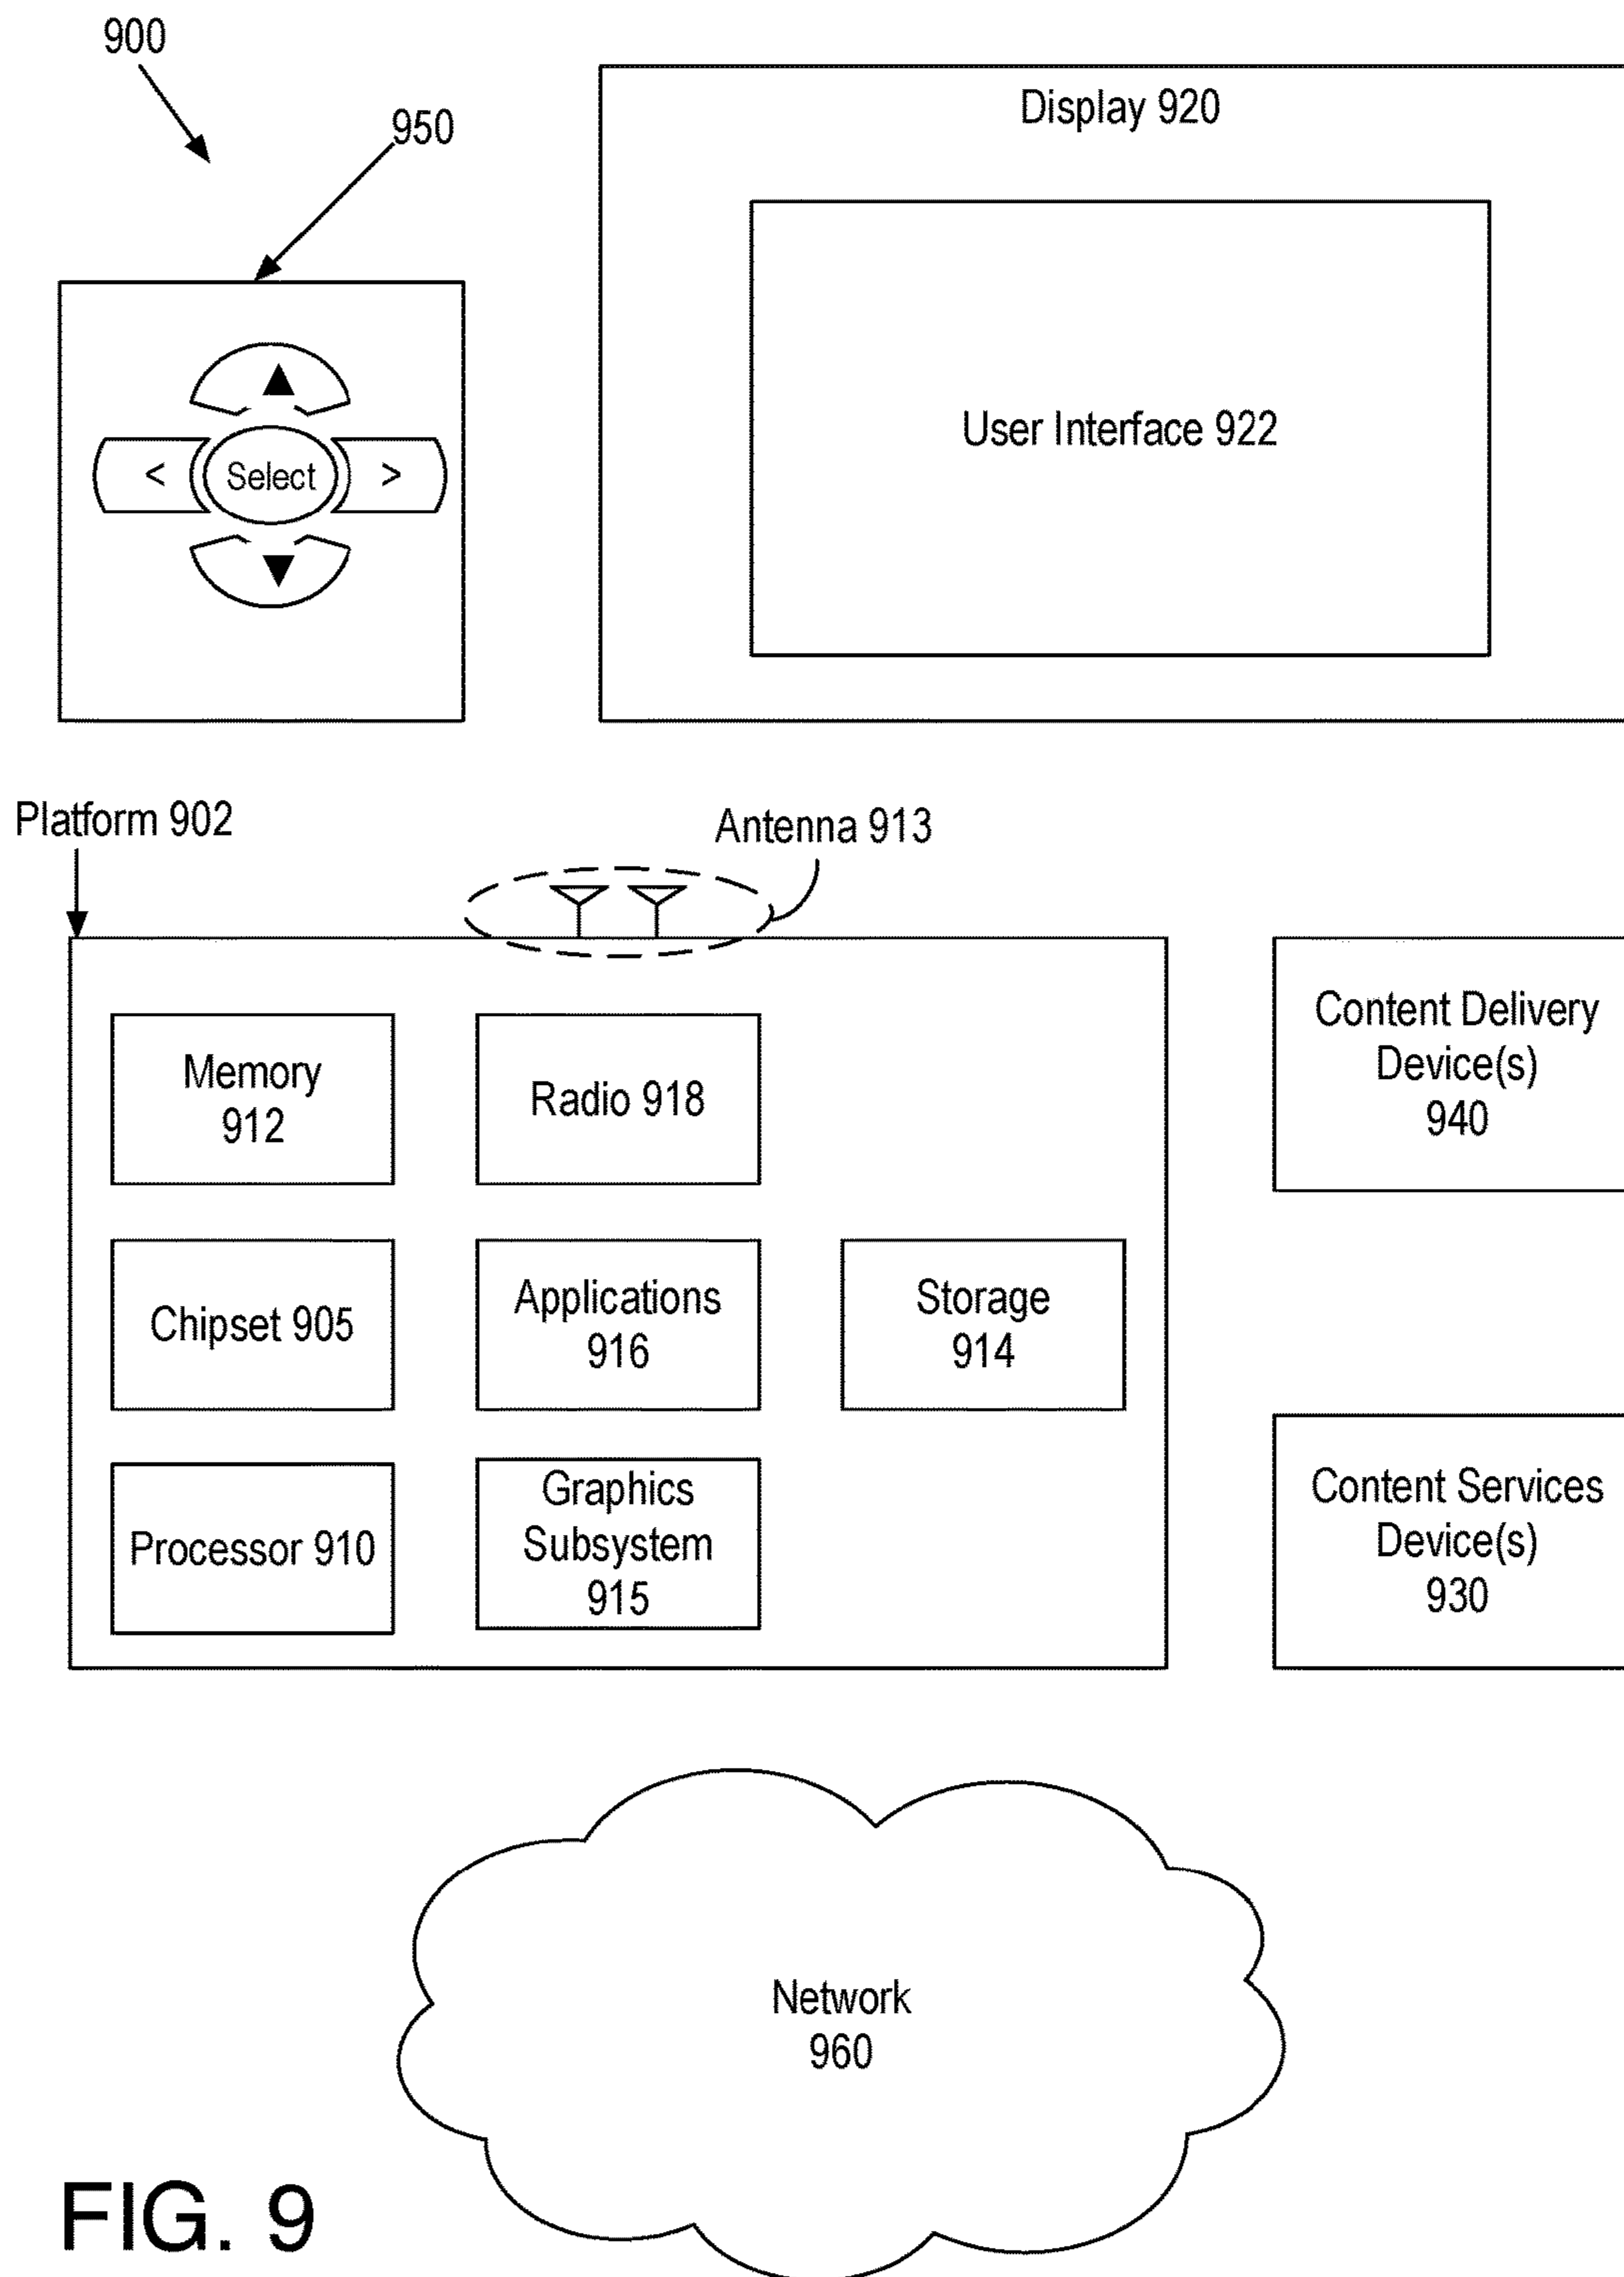 900
950
Display 920
User Interface 922
<
Select
>
Platform 902
Antenna 913
Memory
912
Radio 918
Content Delivery
Device(s)
940
Chipset 905
Applications
916
Storage
914
Processor 910
Graphics
Subsystem
915
Content Services
Device(s)
930
Network
960
FIG. 9